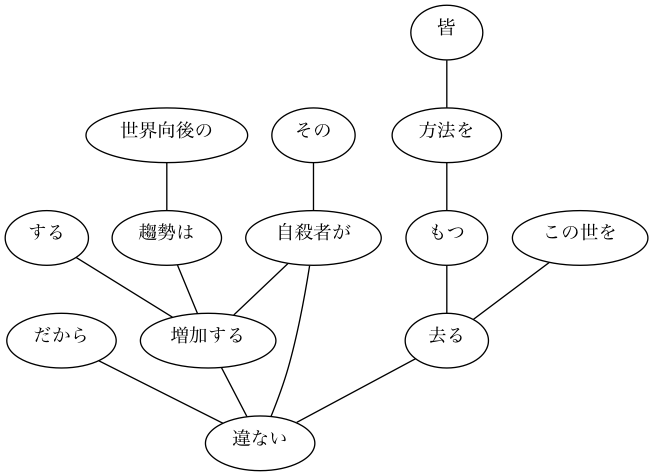 皆
世界向後の
その
方法を
する
趨勢は
自殺者が
もつ
この世を
だから
増加する
去る
違ない